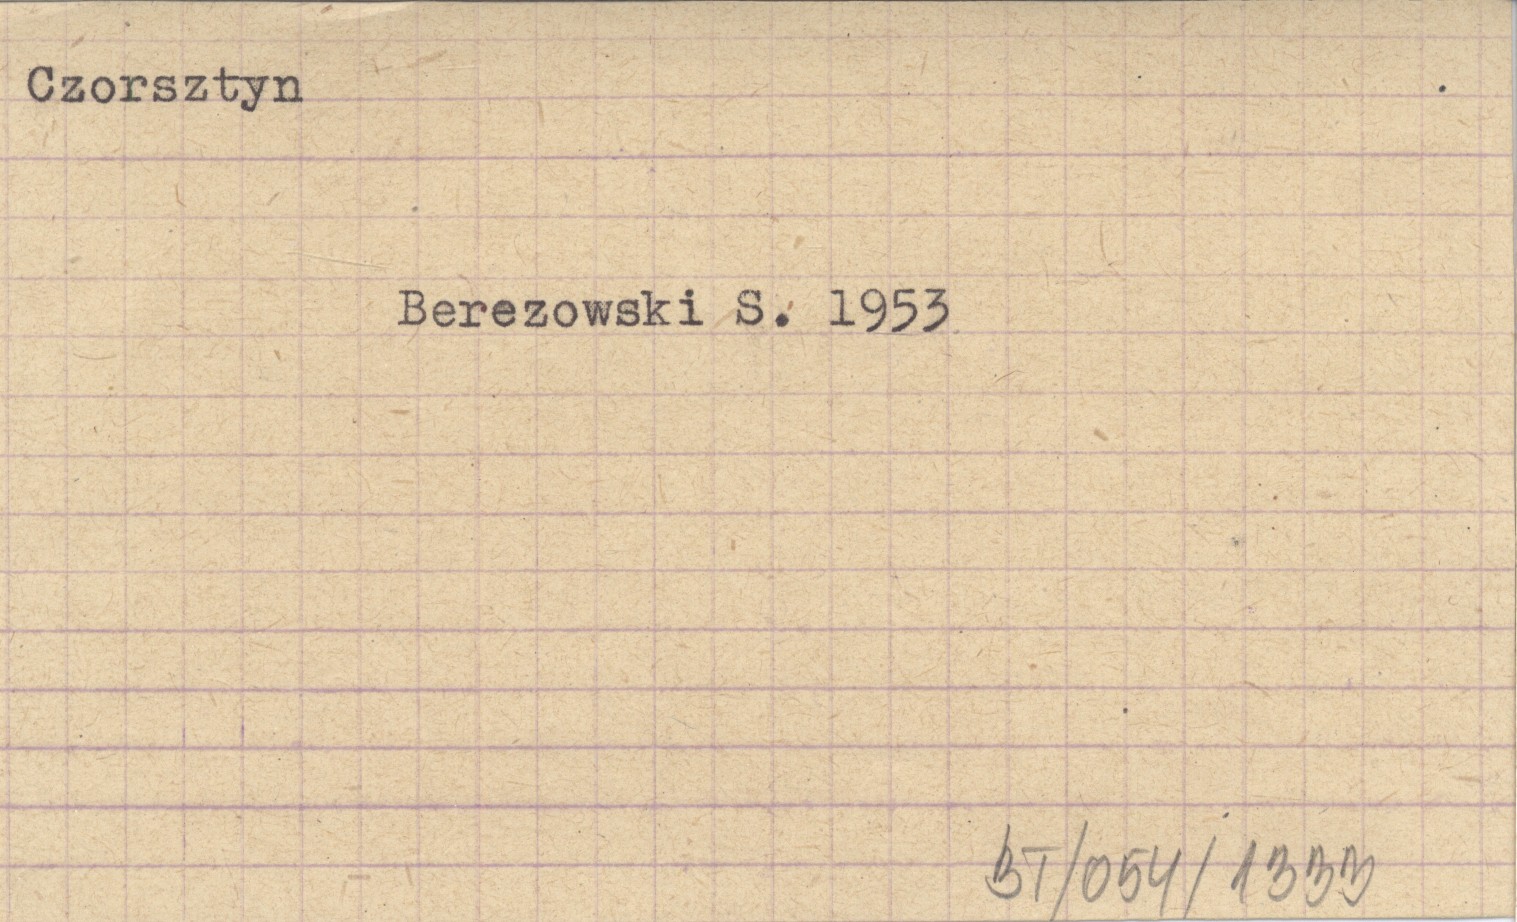 Czorsztyn
Berezowski S. 1953
BT/054/1333